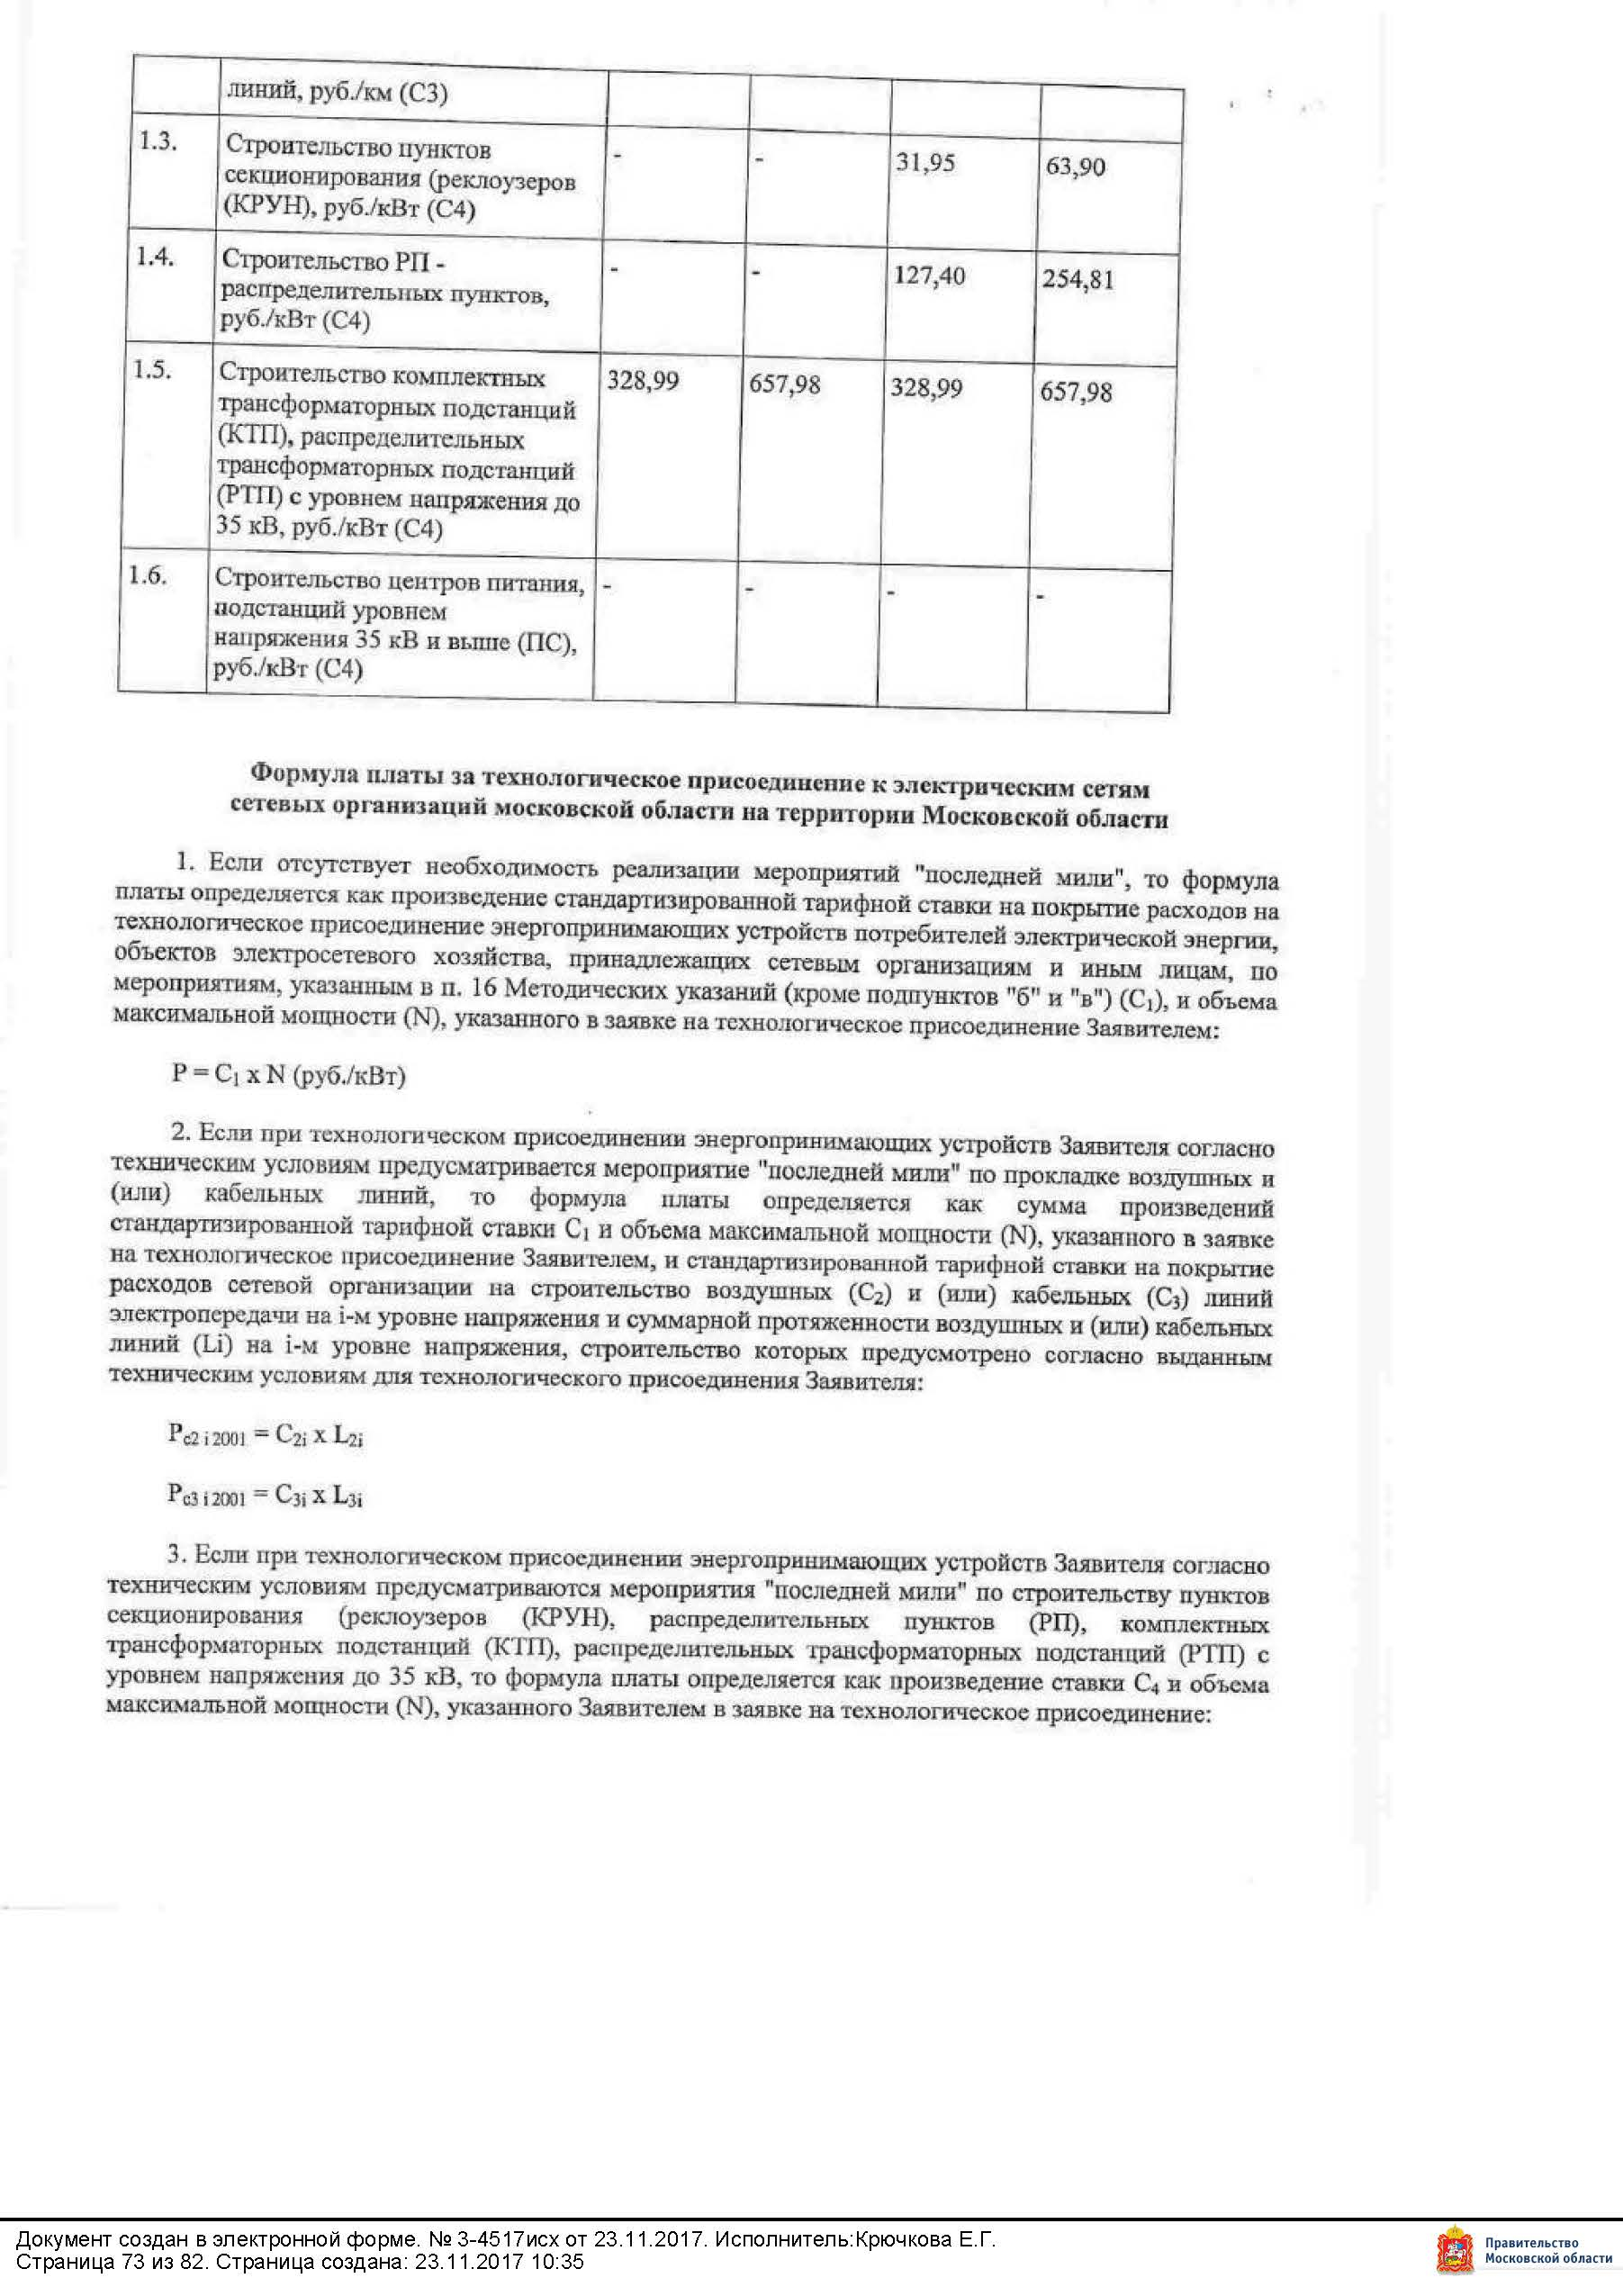 линий, руб./км (С3)
1.3. Строительство пунктов - - 31,95 63,90
секционирования (реклоузеров
(КРУН), руб./кВт (С4)
1.4. Строительство РП - - - 127,40 254,81
распределительных пунктов,
руб./кВт (С4)
1.5. Строительство комплектных 328,99 657,98 328,99 657,98
трансформаторных подстанций
(КТП), распределительных
трансформаторных подстанций
(РТП) с уровнем напряжения до
35 кВ, руб./кВт (С4)
1.6. Строительство центров питания, - - - -
подстанций уровнем
напряжения 35 кВ и выше (ПС),
руб./кВт (С4)
Формула платы за технологическое присоединение к электрическим сетям
сетевых организаций московской области на территории Московской области
1. Если отсутствует необходимость реализации мероприятий "последней мили", то формула
платы определяется как произведение стандартизированной тарифной ставки на покрытие расходов на
технологическое присоединение энергопринимающих устройств потребителей электрической энергии,
объектов электросетевого хозяйства, принадлежащих сетевым организациям и иным лицам, по
мероприятиям, указанным в п. 16 Методических указаний (кроме подпунктов "б" и "в") (С₁), и объема
максимальной мощности (N), указанного в заявке на технологическое присоединение Заявителем:
P = C₁ x N (руб./кВт)
2. Если при технологическом присоединении энергопринимающих устройств Заявителя согласно
техническим условиям предусматривается мероприятие "последней мили" по прокладке воздушных и
(или) кабельных линий, то формула платы определяется как сумма произведений
стандартизированной тарифной ставки С₁ и объема максимальной мощности (N), указанного в заявке
на технологическое присоединение Заявителем, и стандартизированной тарифной ставки на покрытие
расходов сетевой организации на строительство воздушных (С₂) и (или) кабельных (С₃) линий
электропередачи на i-м уровне напряжения и суммарной протяженности воздушных и (или) кабельных
линий (Li) на i-м уровне напряжения, строительство которых предусмотрено согласно выданным
техническим условиям для технологического присоединения Заявителя:
Pc2 i 2001 = C2i x L2i
Pc3 i 2001 = C3i x L3i
3. Если при технологическом присоединении энергопринимающих устройств Заявителя согласно
техническим условиям предусматриваются мероприятия "последней мили" по строительству пунктов
секционирования (реклоузеров (КРУН), распределительных пунктов (РП), комплектных
трансформаторных подстанций (КТП), распределительных трансформаторных подстанций (РТП) с
уровнем напряжения до 35 кВ, то формула платы определяется как произведение ставки С₄ и объема
максимальной мощности (N), указанного Заявителем в заявке на технологическое присоединение:
Документ создан в электронной форме. № 3-4517исх от 23.11.2017. Исполнитель:Крючкова Е.Г.
Страница 73 из 82. Страница создана: 23.11.2017 10:35
Правительство
Московской области